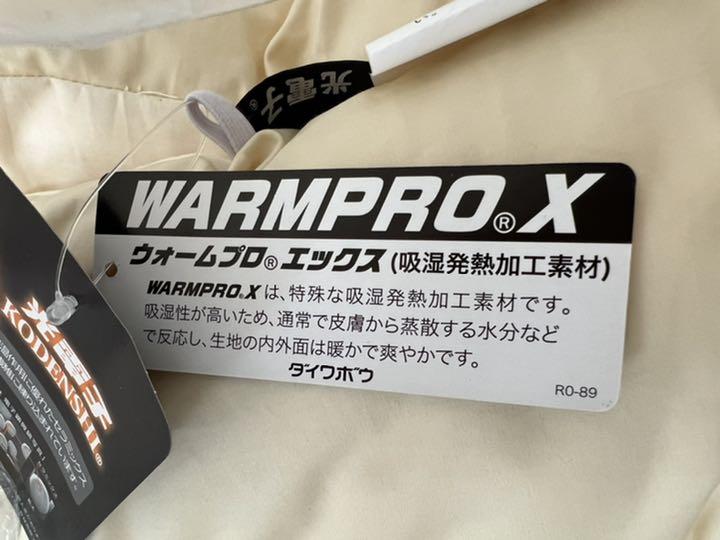 光電子®
WARMPRO®X
ウォームプロ®エックス(吸湿発熱加工素材)
WARMPRO®Xは、特殊な吸湿発熱加工素材です。
吸湿性が高いため、通常で皮膚から蒸散する水分など
で反応し、生地の内外面は暖かで爽やかです。
ダイワボウ
R0-89
光電子
KODENSHI®